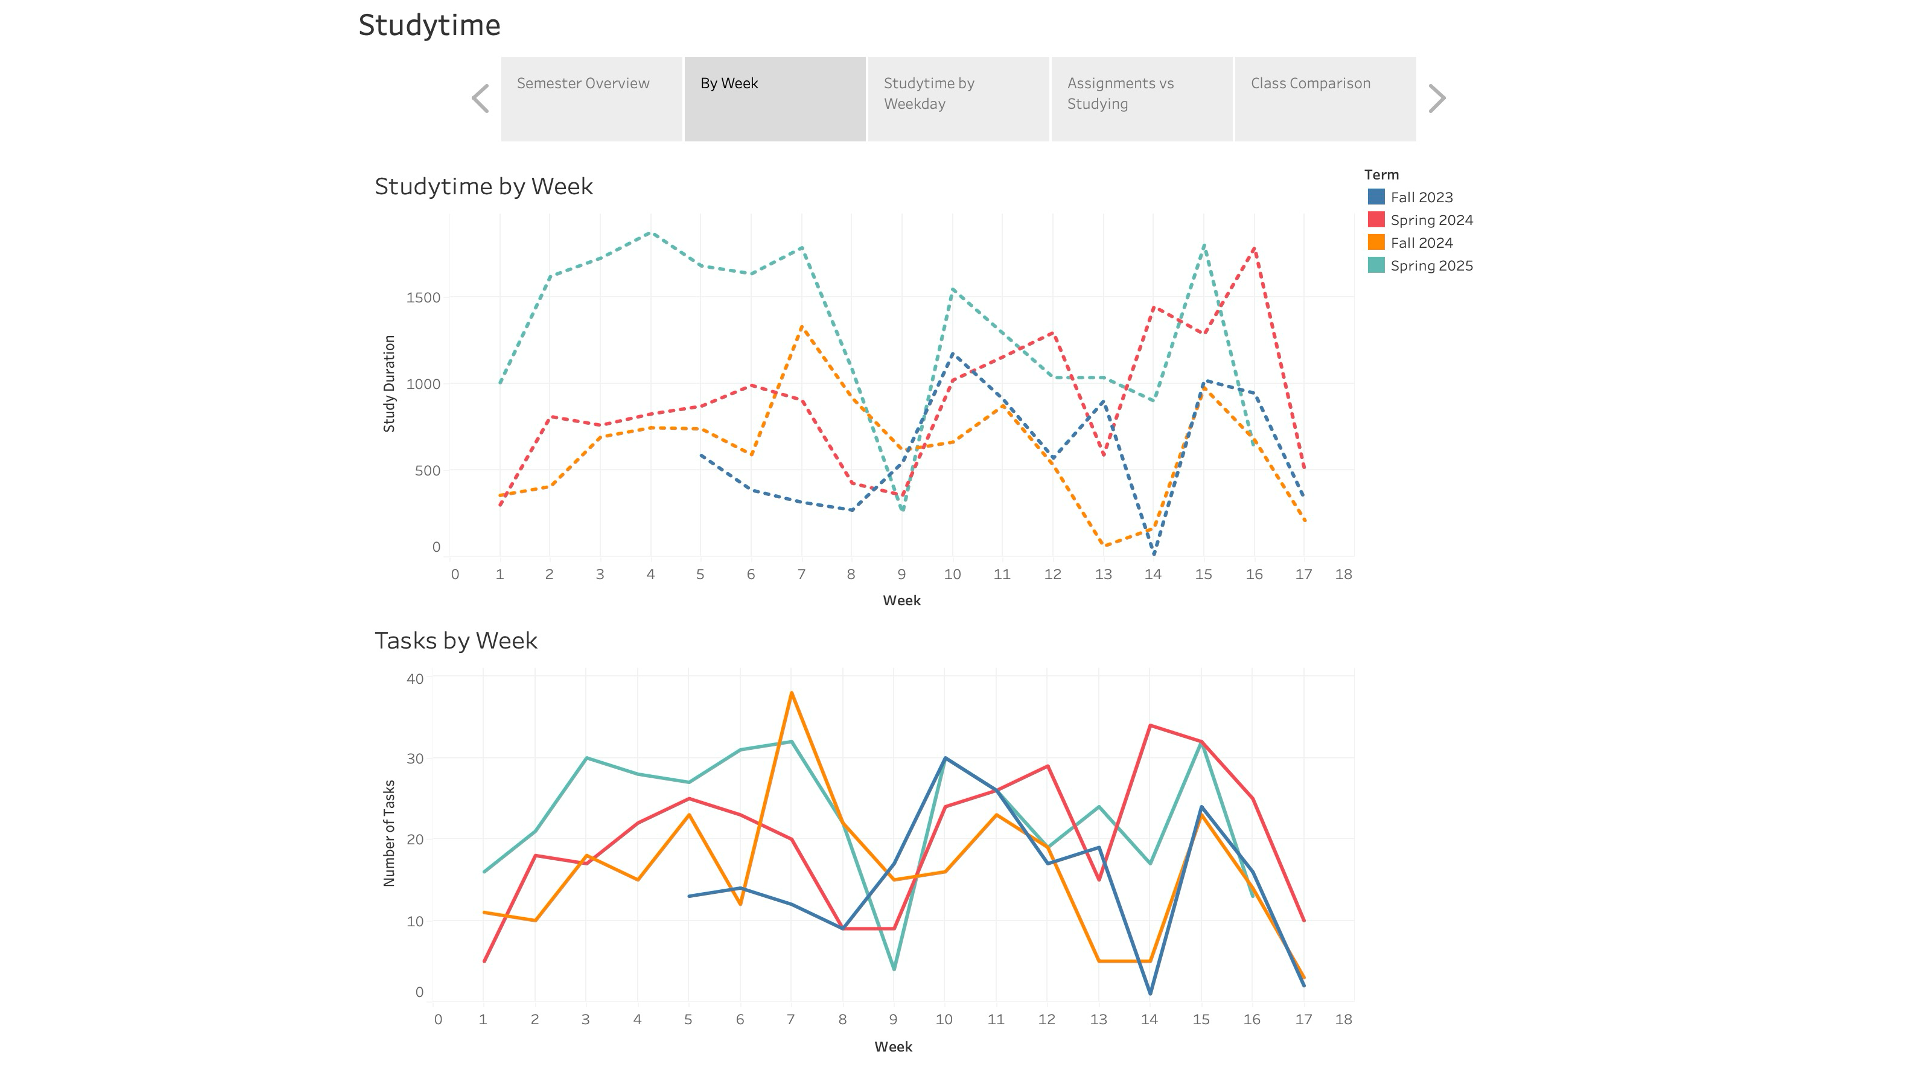 Studytime
Semester Overview
By Week
Studytime by
Weekday
Assignments vs
Studying
Class Comparison
Studytime by Week
Term
Fall 2023
Spring 2024
Fall 2024
Spring 2025
Study Duration
1500
1000
500
0
0 1 2 3 4 5 6 7 8 9 10 11 12 13 14 15 16 17 18
Week
Tasks by Week
Number of Tasks
40
30
20
10
0
0 1 2 3 4 5 6 7 8 9 10 11 12 13 14 15 16 17 18
Week